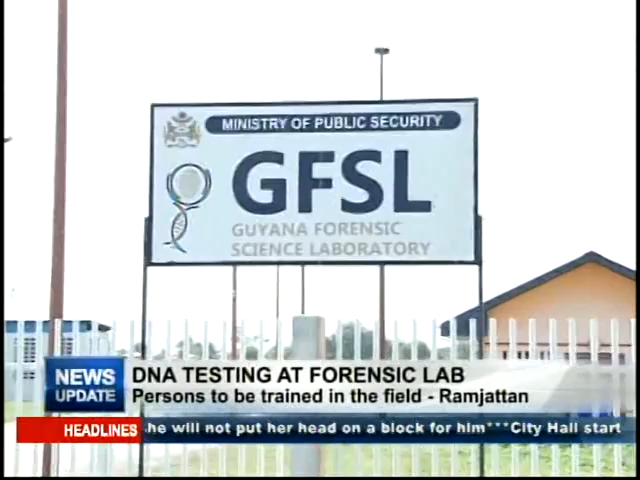 MINISTRY OF PUBLIC SECURITY
GFSL
GUYANA FORENSIC
SCIENCE LABORATORY
NEWS
UPDATE
DNA TESTING AT FORENSIC LAB
Persons to be trained in the field - Ramjattan
HEADLINES
he will not put her head on a block for him***City Hall start